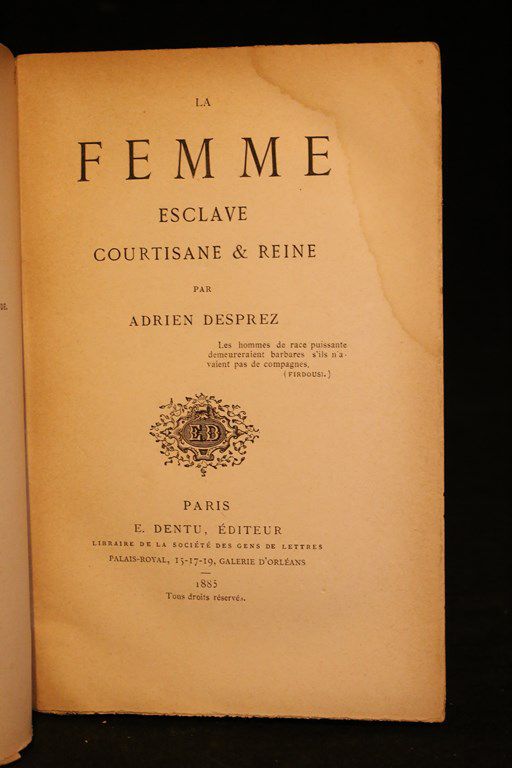 LA
FEMME
ESCLAVE
COURTISANE & REINE
PAR
ADRIEN DESPREZ
Les hommes de race puissante
demeureraient barbares s'ils n'a-
vaient pas de compagnes.
(FIRDOUSI.)
ED
PARIS
E. DENTU, ÉDITEUR
LIBRAIRE DE LA SOCIÉTÉ DES GENS DE LETTRES
PALAIS-ROYAL, 15-17-19, GALERIE D'ORLÉANS
1885
Tous droits réservés.